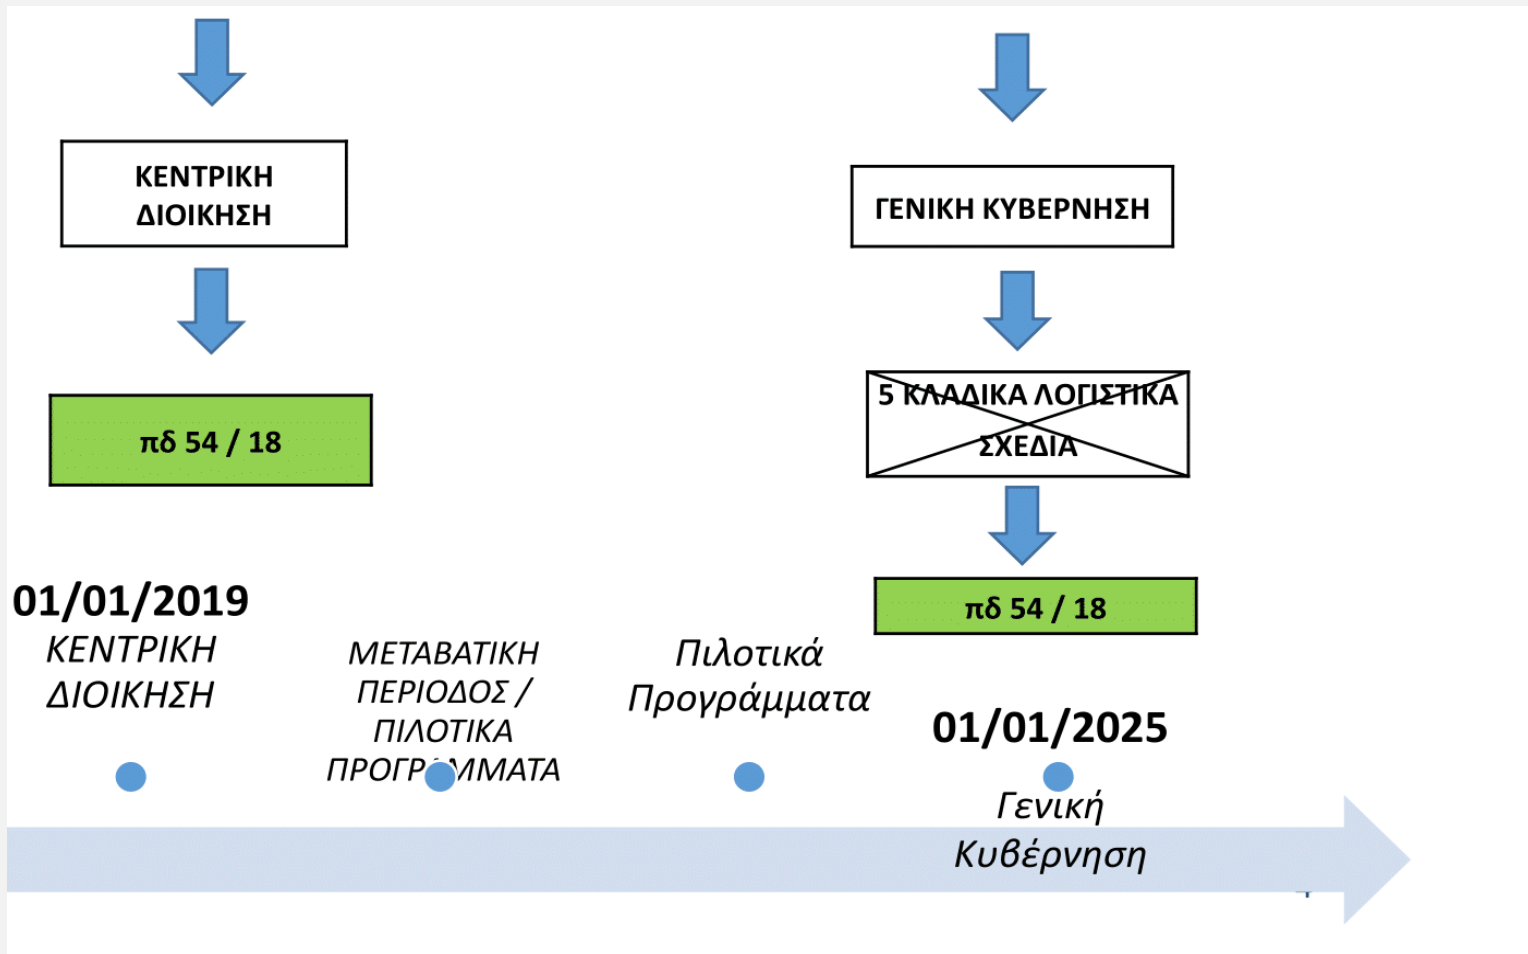 ΚΕΝΤΡΙΚΗ
ΔΙΟΙΚΗΣΗ
πδ 54 / 18
ΓΕΝΙΚΗ ΚΥΒΕΡΝΗΣΗ
5 ΚΛΑΔΙΚΑ ΛΟΓΙΣΤΙΚΑ
ΣΧΕΔΙΑ
πδ 54 / 18
01/01/2019
ΚΕΝΤΡΙΚΗ
ΔΙΟΙΚΗΣΗ
ΜΕΤΑΒΑΤΙΚΗ
ΠΕΡΙΟΔΟΣ /
ΠΙΛΟΤΙΚΑ
ΠΡΟΓΡΑΜΜΑΤΑ
Πιλοτικά
Προγράμματα
01/01/2025
Γενική
Κυβέρνηση